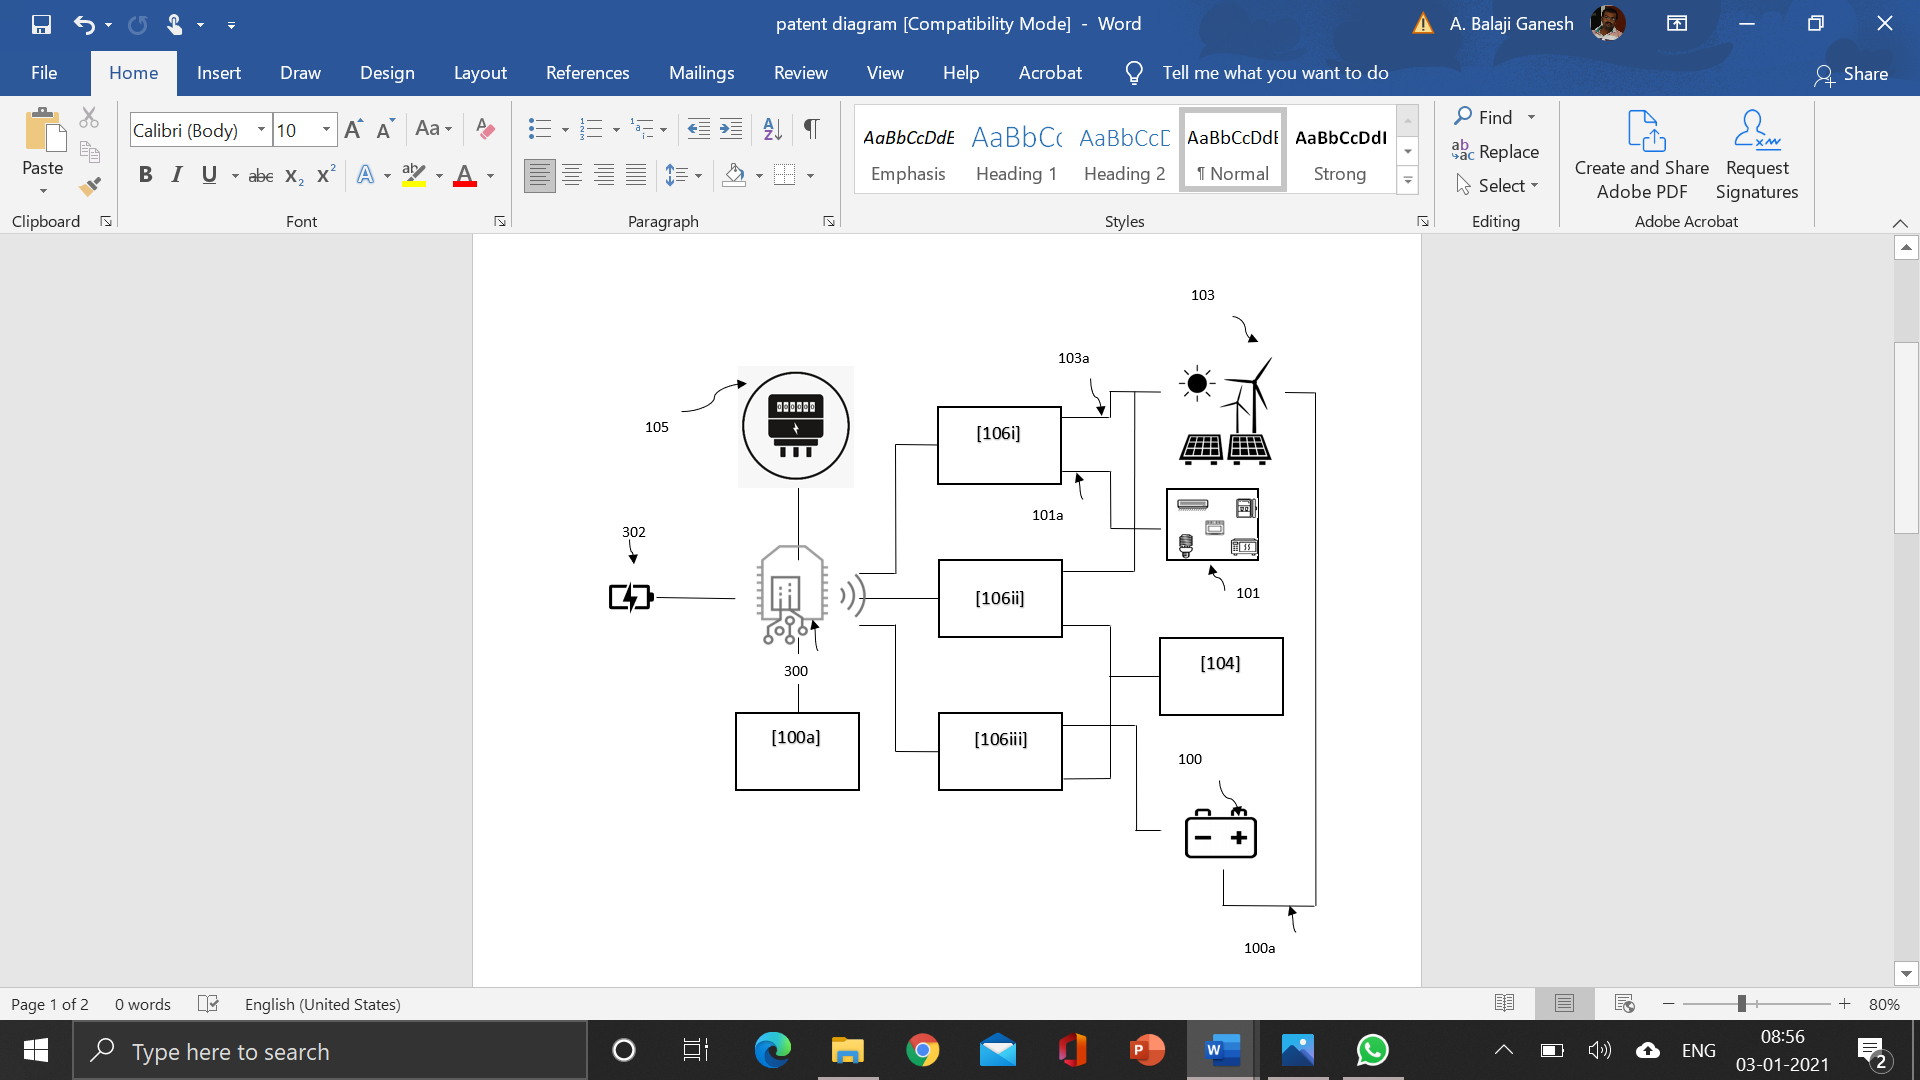 patent diagram [Compatibility Mode] - Word
A. Balaji Ganesh
File Home Insert Draw Design Layout References Mailings Review View Help Acrobat Tell me what you want to do
Share
Paste
Clipboard
Calibri (Body) 10
Font
Paragraph
AaBbCcDdE AaBbCc AaBbCcD AaBbCcDdE AaBbCcDdI
Emphasis Heading 1 Heading 2 ¶ Normal Strong
Styles
Find
Replace
Select
Editing
Create and Share
Adobe PDF
Request
Signatures
Adobe Acrobat
103
103a
105
[106i]
101a
302
101
[106ii]
300
[104]
[100a]
[106iii]
100
100a
Page 1 of 2 0 words English (United States)
80%
Type here to search
ENG
08:56
03-01-2021
2